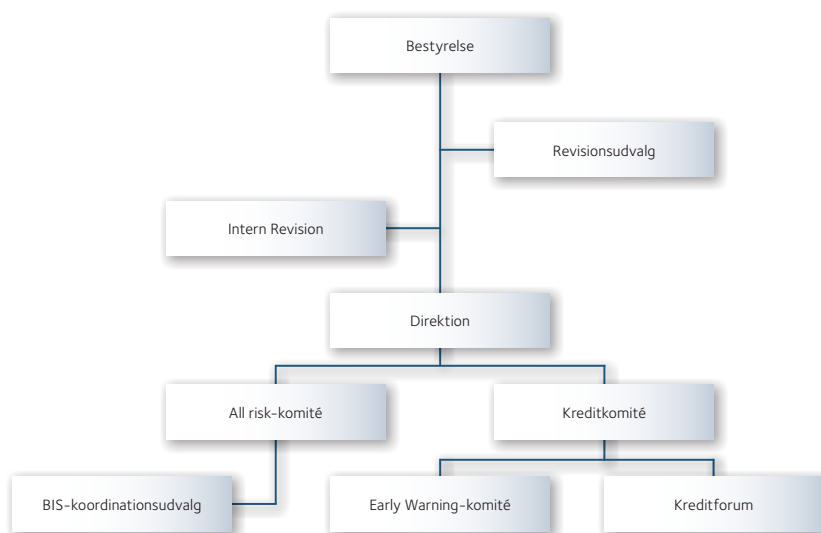 Bestyrelse
Revisionsudvalg
Intern Revision
Direktion
All risk-komité
Kreditkomité
BIS-koordinationsudvalg
Early Warning-komité
Kreditforum